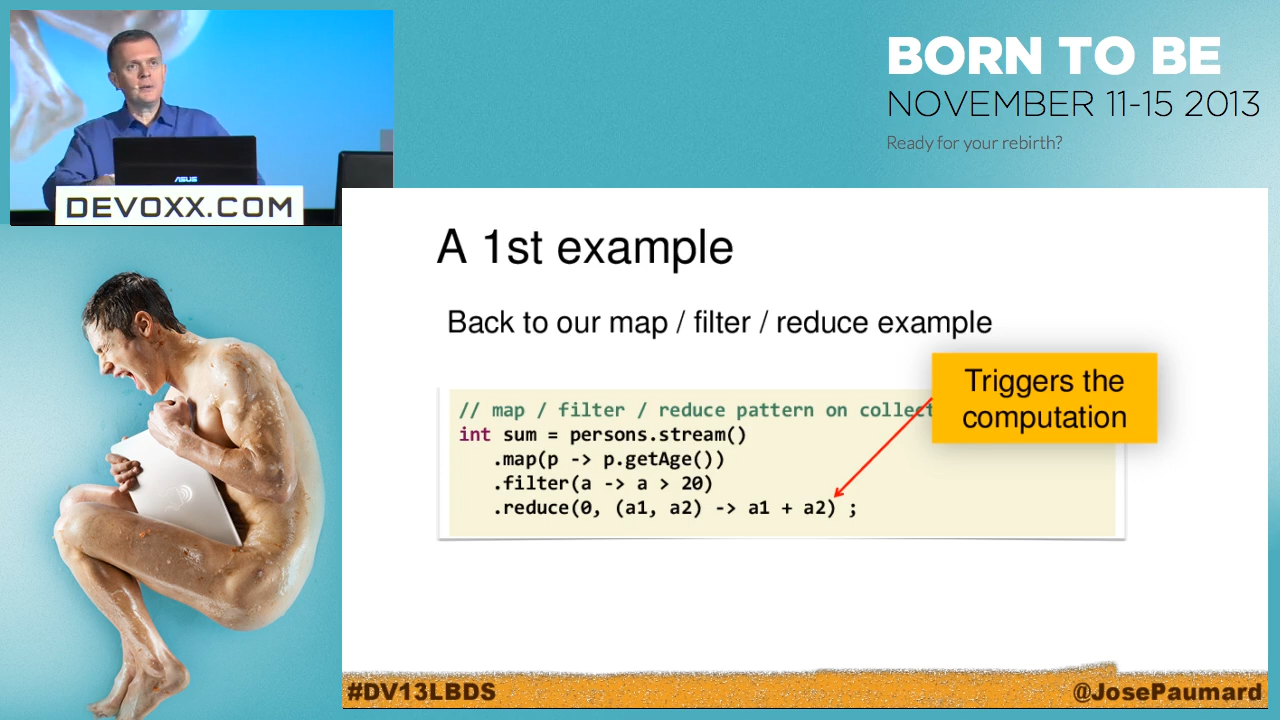 BORN TO BE
NOVEMBER 11-15 2013
Ready for your rebirth?
ASUS
DEVOXX.COM
A 1st example
Back to our map / filter / reduce example
Triggers the
computation
// map / filter / reduce pattern on collect
int sum = persons.stream()
.map(p -> p.getAge())
.filter(a -> a > 20)
.reduce(0, (a1, a2) -> a1 + a2) ;
#DV13LBDS
@JosePaumard